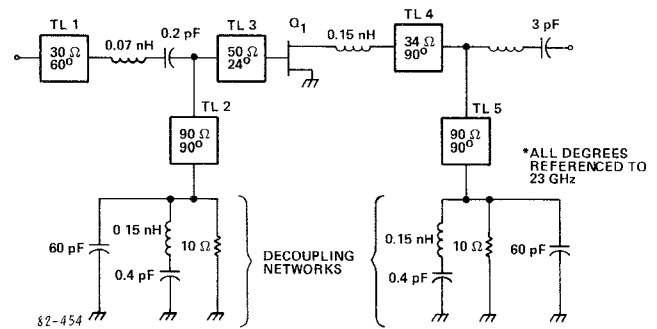 TL 1
0.2 pF
TL 3
Q1
TL 4
3 pF
30 Ω
60°
0.07 nH
50 Ω
24°
0.15 nH
34 Ω
90°
TL 2
90 Ω
90°
TL 5
90 Ω
90°
*ALL DEGREES
REFERENCED TO
23 GHz
60 pF
0 15 nH
0.4 pF
10 Ω
DECOUPLING
NETWORKS
0.15 nH
0.4 pF
10 Ω
60 pF
82-454